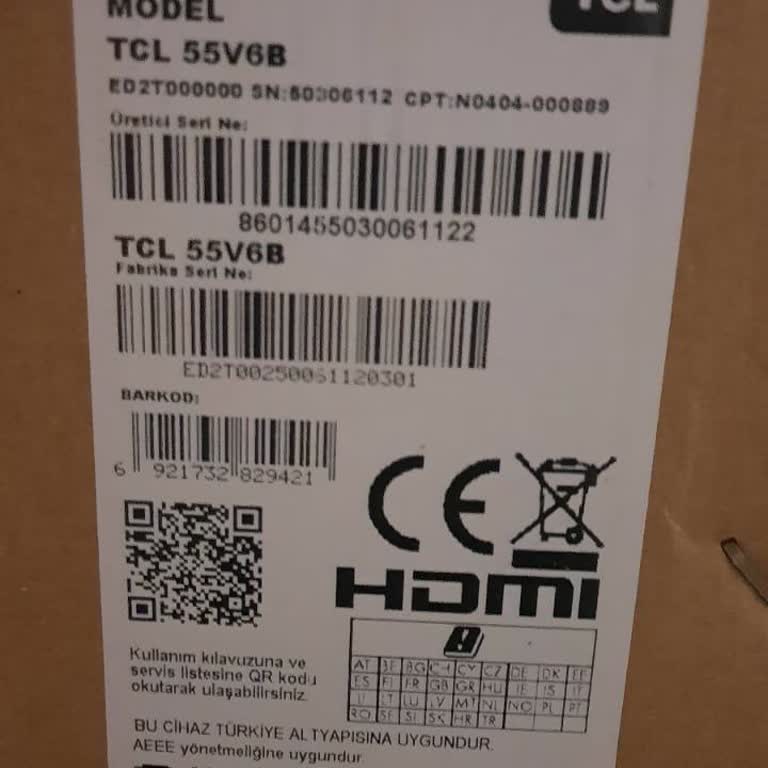 MODEL
TCL
TCL 55V6B
ED2T000000 SN:50306112 CPT:N0404-000889
Üretici Seri No:
8601455030061122
TCL 55V6B
Fabrika Seri No:
ED2T00250061120301
BARKOD:
6 921732 829421
CE
HDMI
AT BE BG CH CY CZ DE DK EE
ES FI FR GB GR HU IE IS IT
LI LT LU LV MT NL NO PL PT
RO SE SI SK HR TR
Kullanım kılavuzuna ve
servis listesine QR kodu
okutarak ulaşabilirsiniz.
BU CİHAZ TÜRKİYE ALTYAPISINA UYGUNDUR.
AEEE yönetmeliğine uygundur.